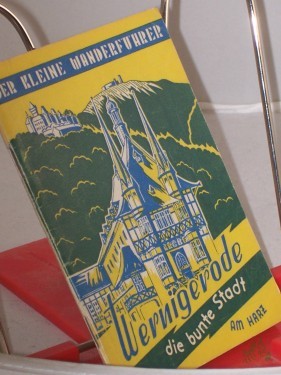 DER KLEINE WANDERFÜHRER
Wernigerode
die bunte Stadt
AM HARZ